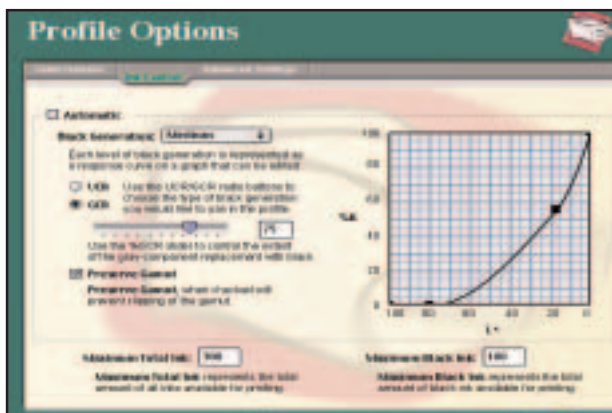 Profile Options
Ink Control
Advanced Settings
Automatic
Black Generation: Medium
Each level of black generation is represented
as a response curve on a graph that can be edited.
UCR
Use the UCR/GCR radio buttons to
GCR
choose the type of black generation
you would like to use in the profile
75
Use the %GCR slider to control the extent
of the gray-component replacement with black.
Preserve Gamut
Preserve Gamut, when checked will
prevent clipping of the gamut.
100
80
60
%K
40
20
0
100 80 60 40 20 0
L*
Maximum Total Ink: 300
Maximum Total Ink represents the total
amount of all inks available for printing.
Maximum Black Ink: 100
Maximum Black Ink represents the total
amount of black ink available for printing.